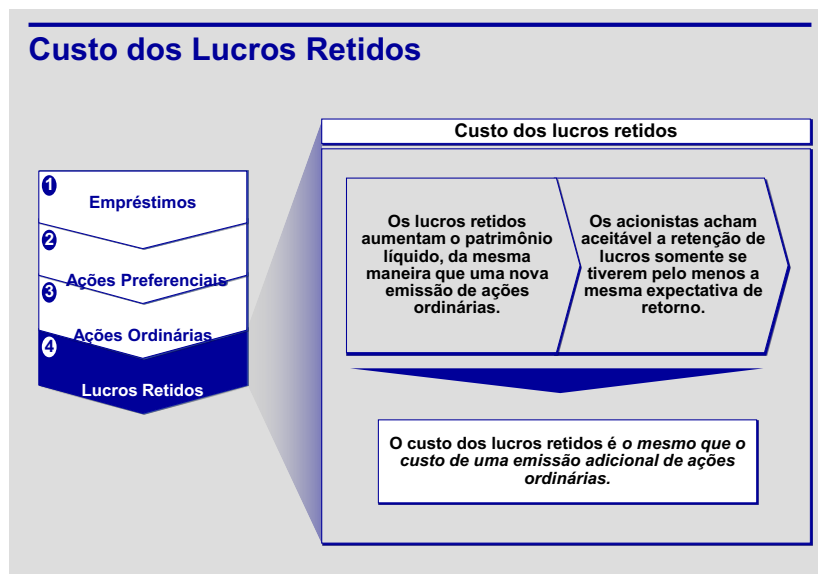 Custo dos Lucros Retidos
1
Empréstimos
2
Ações Preferenciais
3
Ações Ordinárias
4
Lucros Retidos
Custo dos lucros retidos
Os lucros retidos
aumentam o patrimônio
líquido, da mesma
maneira que uma nova
emissão de ações
ordinárias.
Os acionistas acham
aceitável a retenção de
lucros somente se
tiverem pelo menos a
mesma expectativa de
retorno.
O custo dos lucros retidos é o mesmo que o
custo de uma emissão adicional de ações
ordinárias.